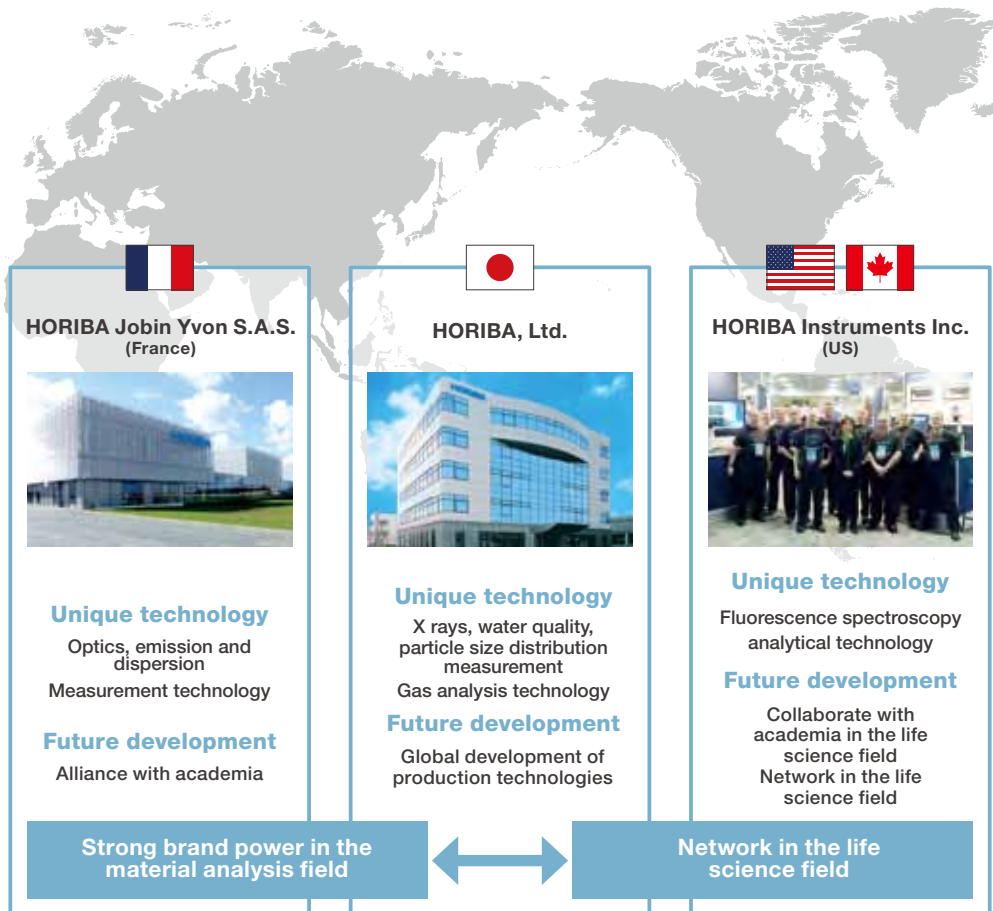 HORIBA Jobin Yvon S.A.S.
(France)
Unique technology
Optics, emission and
dispersion
Measurement technology
Future development
Alliance with academia
HORIBA, Ltd.
HORIBA
Unique technology
X rays, water quality,
particle size distribution
measurement
Gas analysis technology
Future development
Global development of
production technologies
HORIBA Instruments Inc.
(US)
Unique technology
Fluorescence spectroscopy
analytical technology
Future development
Collaborate with
academia in the life
science field
Network in the life
science field
Strong brand power in the
material analysis field
Network in the life
science field